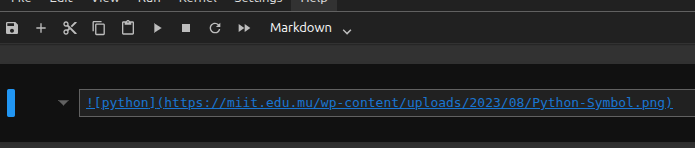 File Edit View Run Kernel Settings Help
Markdown
![python](https://miit.edu.mu/wp-content/uploads/2023/08/Python-Symbol.png)